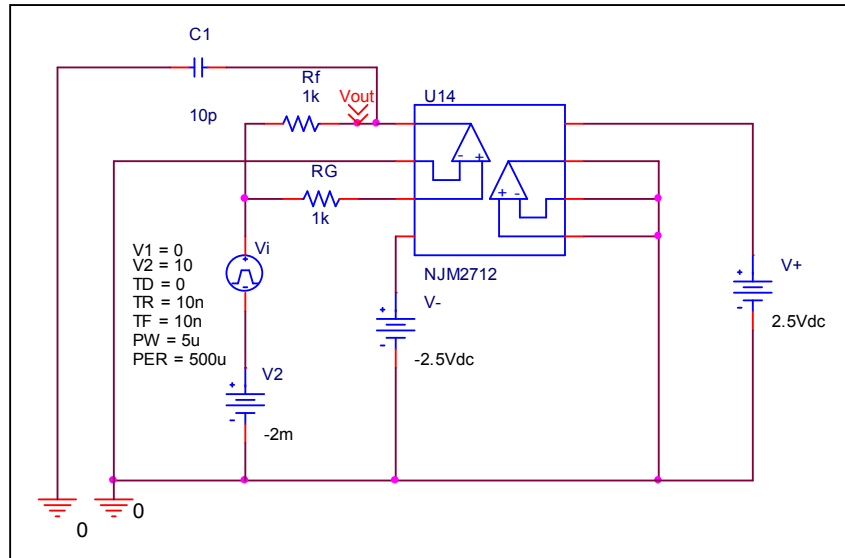 C1
10p
Rf
1k
Vout
U14
RG
1k
- +
+ -
NJM2712
V1 = 0
V2 = 10
TD = 0
TR = 10n
TF = 10n
PW = 5u
PER = 500u
+
Vi
-
+
V-
-
-2.5Vdc
+
V+
-
2.5Vdc
+
V2
-
-2m
0
0